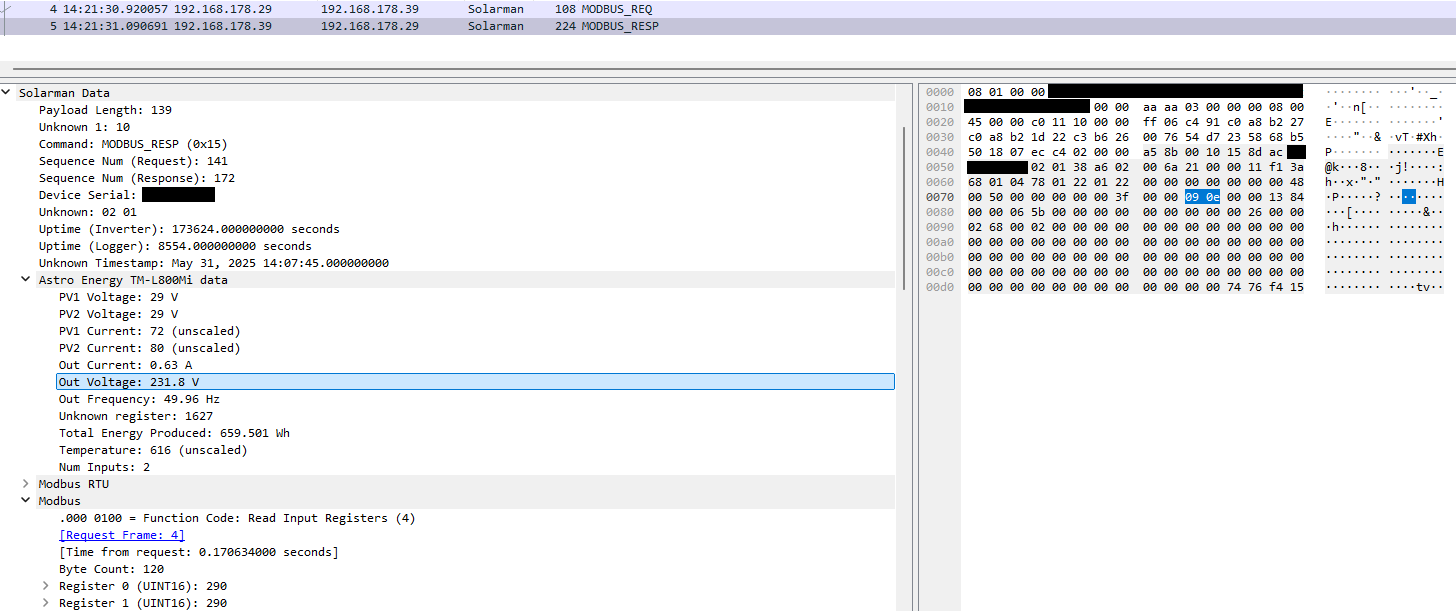 4 14:21:30.920057 192.168.178.29 192.168.178.39 Solarman 108 MODBUS_REQ
5 14:21:31.090691 192.168.178.39 192.168.178.29 Solarman 224 MODBUS_RESP
Solarman Data
Payload Length: 139
Unknown 1: 10
Command: MODBUS_RESP (0x15)
Sequence Num (Request): 141
Sequence Num (Response): 172
Device Serial:
Unknown: 02 01
Uptime (Inverter): 173624.000000000 seconds
Uptime (Logger): 8554.000000000 seconds
Unknown Timestamp: May 31, 2025 14:07:45.000000000
Astro Energy TM-L800Mi data
PV1 Voltage: 29 V
PV2 Voltage: 29 V
PV1 Current: 72 (unscaled)
PV2 Current: 80 (unscaled)
Out Current: 0.63 A
Out Voltage: 231.8 V
Out Frequency: 49.96 Hz
Unknown register: 1627
Total Energy Produced: 659.501 Wh
Temperature: 616 (unscaled)
Num Inputs: 2
Modbus RTU
Modbus
.000 0100 = Function Code: Read Input Registers (4)
[Request Frame: 4]
[Time from request: 0.170634000 seconds]
Byte Count: 120
Register 0 (UINT16): 290
Register 1 (UINT16): 290
0000 08 01 00 00 ········ ···'··_·
0010 00 00 aa aa 03 00 00 00 08 00 ·'·n[··· ········
0020 45 00 00 c0 11 10 00 00 ff 06 c4 91 c0 a8 b2 27 E······· ·······'
0030 c0 a8 b2 1d 22 c3 b6 26 00 76 54 d7 23 58 68 b5 ····"··& ·vT·#Xh·
0040 50 18 07 ec c4 02 00 00 a5 8b 00 10 15 8d ac P······· ·······E
0050 02 01 38 a6 02 00 6a 21 00 00 11 f1 3a @k···8·· ·j!····:
0060 68 01 04 78 01 22 01 22 00 00 00 00 00 00 00 48 h··x·"·" ·······H
0070 00 50 00 00 00 00 00 3f 00 00 09 0e 00 00 13 84 ·P·····? ········
0080 00 00 06 5b 00 00 00 00 00 00 00 00 00 26 00 00 ···[···· ·····&··
0090 02 68 00 02 00 00 00 00 00 00 00 00 00 00 00 00 ·h······ ········
00a0 00 00 00 00 00 00 00 00 00 00 00 00 00 00 00 00 ········ ········
00b0 00 00 00 00 00 00 00 00 00 00 00 00 00 00 00 00 ········ ········
00c0 00 00 00 00 00 00 00 00 00 00 00 00 00 00 00 00 ········ ········
00d0 00 00 00 00 00 00 00 00 00 00 00 00 74 76 f4 15 ········ ····tv··